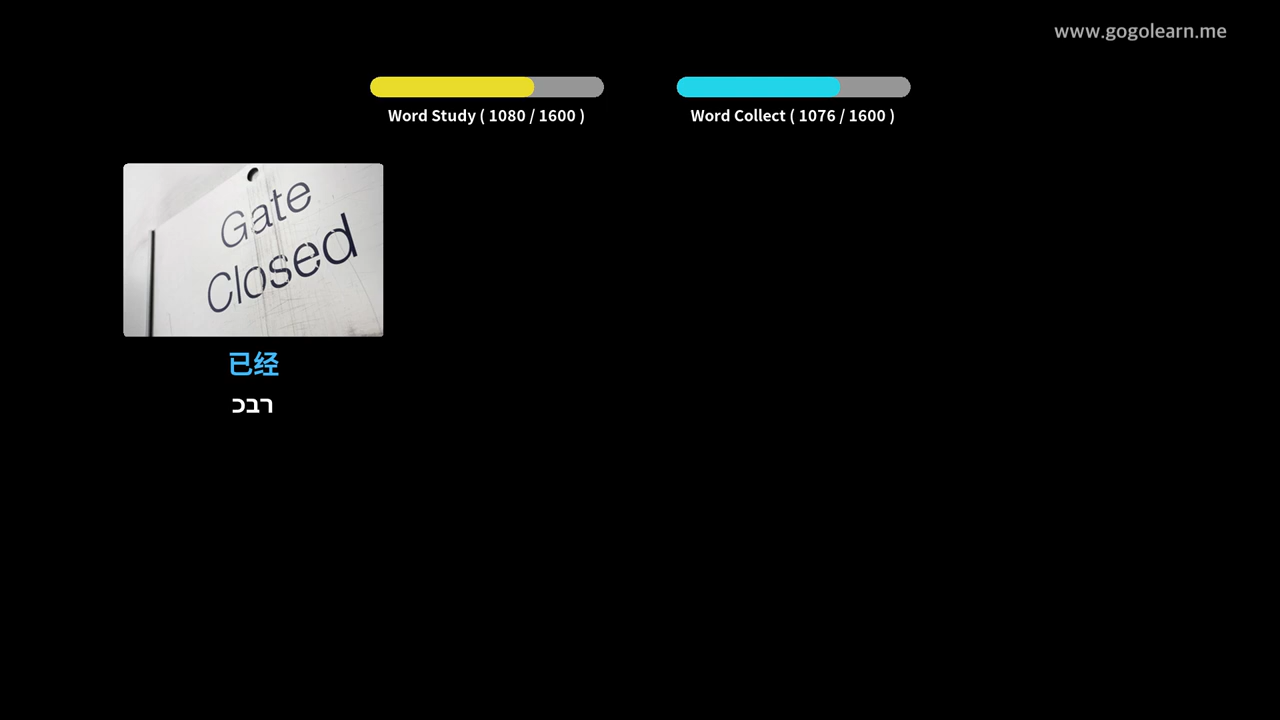 www.gogolearn.me
Word Study ( 1080 / 1600 )
Word Collect ( 1076 / 1600 )
Gate
Closed
已经
כבר